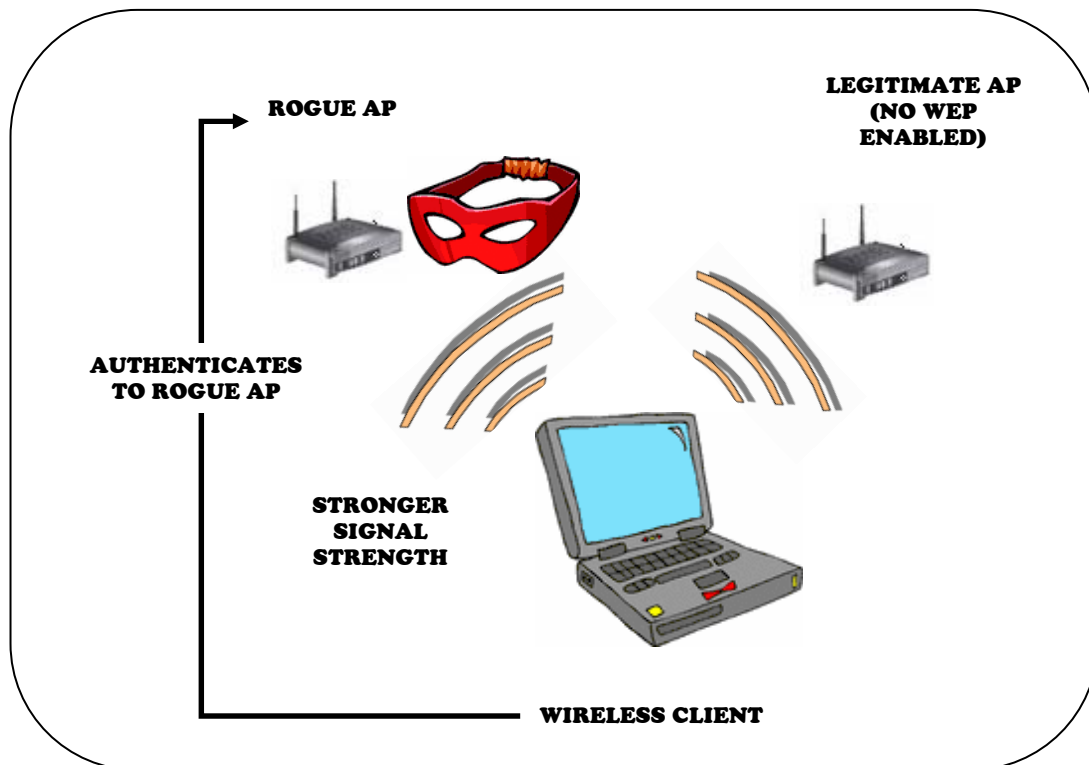 ROGUE AP
LEGITIMATE AP
(NO WEP
ENABLED)
AUTHENTICATES
TO ROGUE AP
STRONGER
SIGNAL
STRENGTH
WIRELESS CLIENT